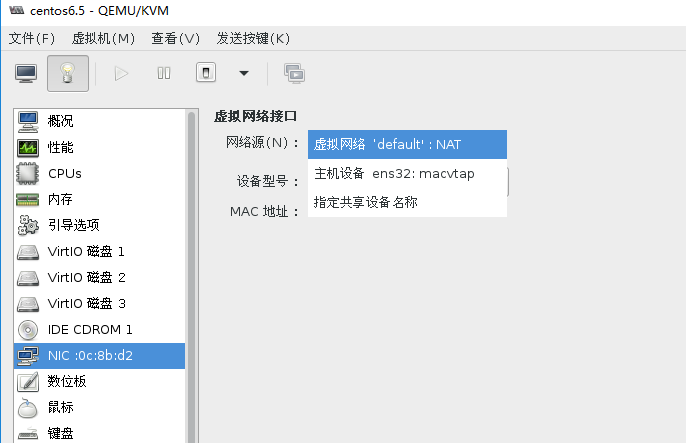 centos6.5 - QEMU/KVM
文件(F) 虚拟机(M) 查看(V) 发送按键(K)
概况
性能
CPUs
内存
引导选项
VirtIO 磁盘 1
VirtIO 磁盘 2
VirtIO 磁盘 3
IDE CDROM 1
NIC :0c:8b:d2
数位板
鼠标
键盘
虚拟网络接口
网络源(N)：
虚拟网络 'default' : NAT
主机设备 ens32: macvtap
指定共享设备名称
设备型号：
MAC 地址：